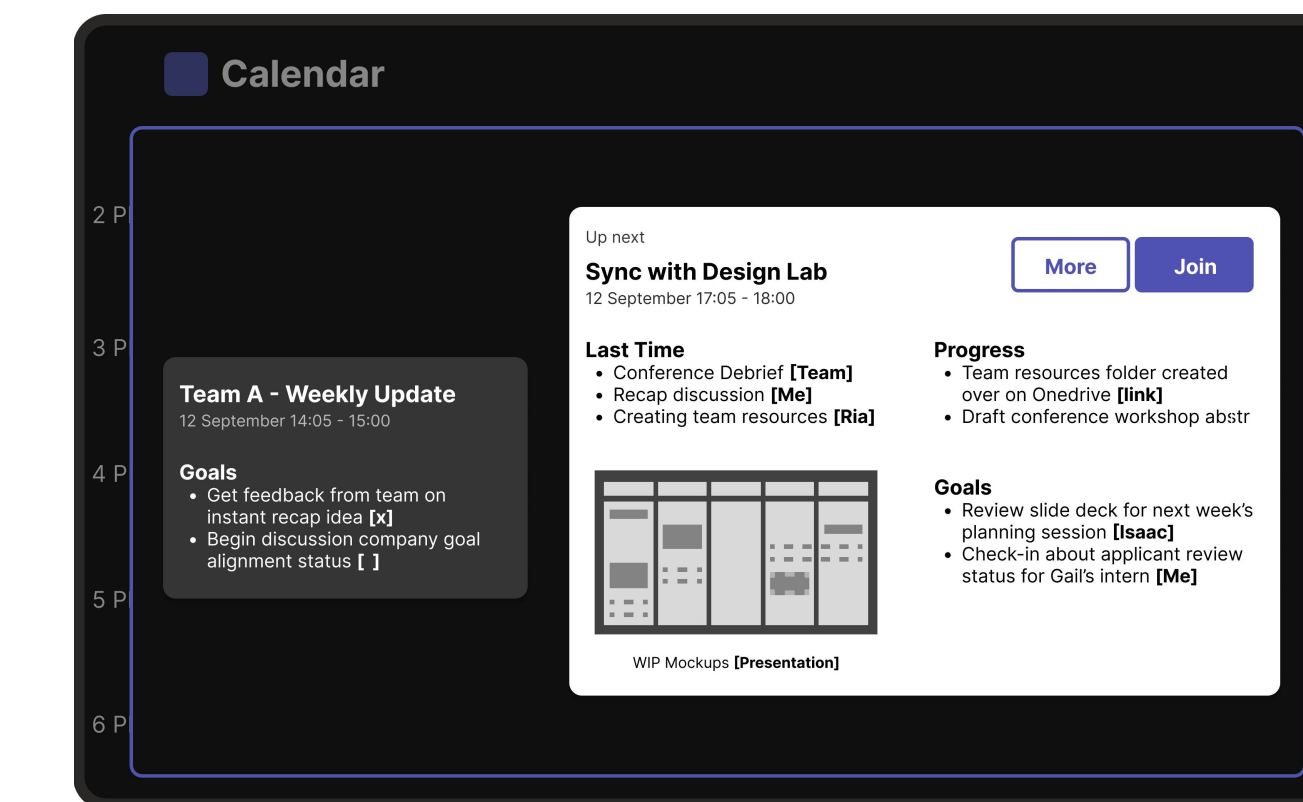 Calendar
2 P
3 P
4 P
5 P
6 P
Team A - Weekly Update
12 September 14:05 - 15:00
Goals
• Get feedback from team on
instant recap idea [x]
• Begin discussion company goal
alignment status [ ]
Up next
Sync with Design Lab
12 September 17:05 - 18:00
More
Join
Last Time
• Conference Debrief [Team]
• Recap discussion [Me]
• Creating team resources [Ria]
WIP Mockups [Presentation]
Progress
• Team resources folder created
over on Onedrive [link]
• Draft conference workshop abstr
Goals
• Review slide deck for next week’s
planning session [Isaac]
• Check-in about applicant review
status for Gail’s intern [Me]